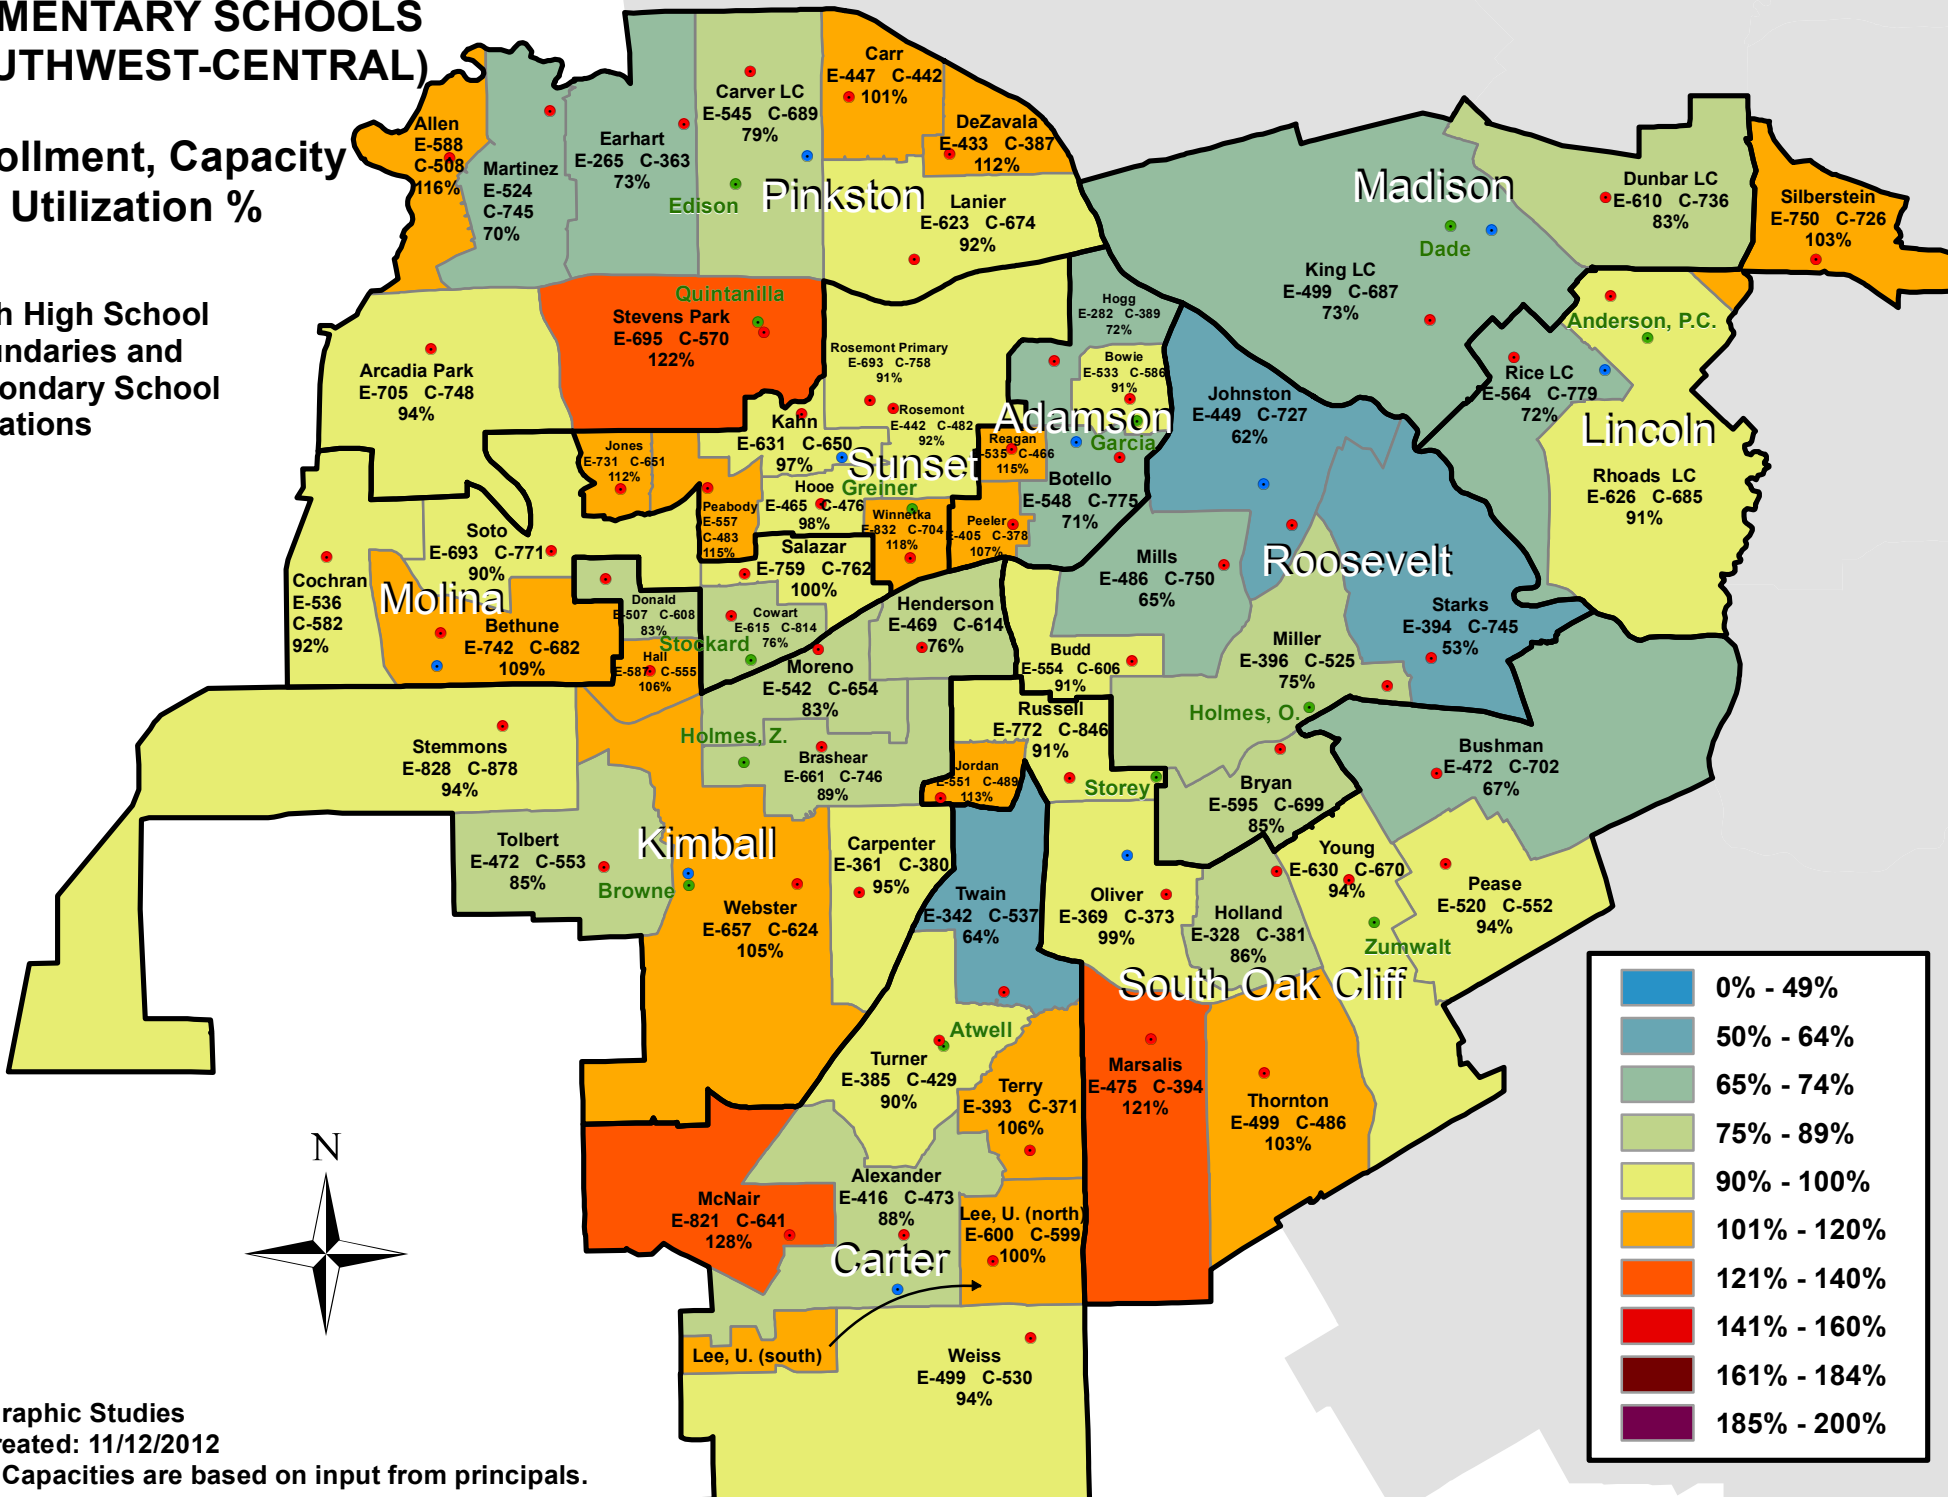 MENTARY SCHOOLS
UTHWEST-CENTRAL)
ollment, Capacity
Utilization %
h High School
undaries and
ondary School
ations
Allen
E-588
C-508
116%
Martinez
E-524
C-745
70%
Earhart
E-265 C-363
73%
Carver LC
E-545 C-689
79%
Edison
Pinkston
Carr
E-447 C-442
101%
DeZavala
E-433 C-387
112%
Lanier
E-623 C-674
92%
Madison
Dade
King LC
E-499 C-687
73%
Dunbar LC
E-610 C-736
83%
Silberstein
E-750 C-726
103%
Arcadia Park
E-705 C-748
94%
Quintanilla
Stevens Park
E-695 C-570
122%
Rosemont Primary
E-693 C-758
91%
Rosemont
E-442 C-482
92%
Hogg
E-282 C-389
72%
Bowie
E-533 C-586
91%
Adamson
Garcia
Reagan
E-535 C-466
115%
Botello
E-548 C-775
71%
Johnston
E-449 C-727
62%
Anderson, P.C.
Rice LC
E-564 C-779
72%
Lincoln
Rhoads LC
E-626 C-685
91%
Jones
E-731 C-651
112%
Kahn
E-631 C-650
97%
Sunset
Greiner
Hooe
E-465 C-476
98%
Peabody
E-557
C-483
115%
Winnetka
E-832 C-704
118%
Peeler
E-405 C-378
107%
Salazar
E-759 C-762
100%
Soto
E-693 C-771
90%
Cochran
E-536
C-582
92%
Molina
Bethune
E-742 C-682
109%
Donald
E-507 C-608
83%
Stockard
Hall
E-587 C-555
106%
Cowart
E-615 C-814
76%
Henderson
E-469 C-614
76%
Moreno
E-542 C-654
83%
Mills
E-486 C-750
65%
Roosevelt
Starks
E-394 C-745
53%
Miller
E-396 C-525
75%
Holmes, O.
Budd
E-554 C-606
91%
Russell
E-772 C-846
91%
Storey
Holmes, Z.
Brashear
E-661 C-746
89%
Jordan
E-551 C-489
113%
Bryan
E-595 C-699
85%
Bushman
E-472 C-702
67%
Stemmons
E-828 C-878
94%
Tolbert
E-472 C-553
85%
Browne
Kimball
Webster
E-657 C-624
105%
Carpenter
E-361 C-380
95%
Twain
E-342 C-537
64%
Oliver
E-369 C-373
99%
Holland
E-328 C-381
86%
Young
E-630 C-670
94%
Zumwalt
Pease
E-520 C-552
94%
South Oak Cliff
Atwell
Turner
E-385 C-429
90%
Terry
E-393 C-371
106%
Marsalis
E-475 C-394
121%
Thornton
E-499 C-486
103%
McNair
E-821 C-641
128%
Alexander
E-416 C-473
88%
Carter
Lee, U. (north)
E-600 C-599
100%
Lee, U. (south)
Weiss
E-499 C-530
94%
N
0% - 49%
50% - 64%
65% - 74%
75% - 89%
90% - 100%
101% - 120%
121% - 140%
141% - 160%
161% - 184%
185% - 200%
raphic Studies
reated: 11/12/2012
Capacities are based on input from principals.